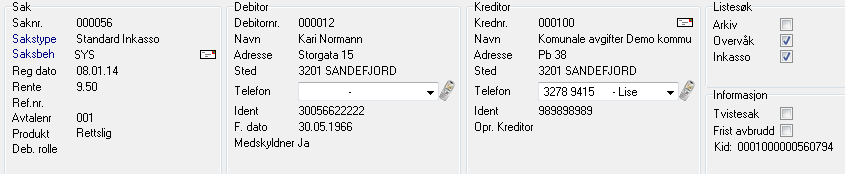 Sak
Saksnr. 000056
Sakstype Standard Inkasso
Saksbeh SYS
Reg dato 08.01.14
Rente 9.50
Ref.nr.
Avtalenr 001
Produkt Rettslig
Deb. rolle
Debitor
Debitornr. 000012
Navn Kari Normann
Adresse Storgata 15
Sted 3201 SANDEFJORD
Telefon -
Ident 30056622222
F. dato 30.05.1966
Medskyldner Ja
Kreditor
Krednr. 000100
Navn Komunale avgifter Demo kommu
Adresse Pb 38
Sted 3201 SANDEFJORD
Telefon 3278 9415 - Lise
Ident 989898989
Opr. Kreditor
Listesøk
Arkiv
Overvåk
Inkasso
Informasjon
Tvistesak
Frist avbrudd
Kid: 0001000000560794